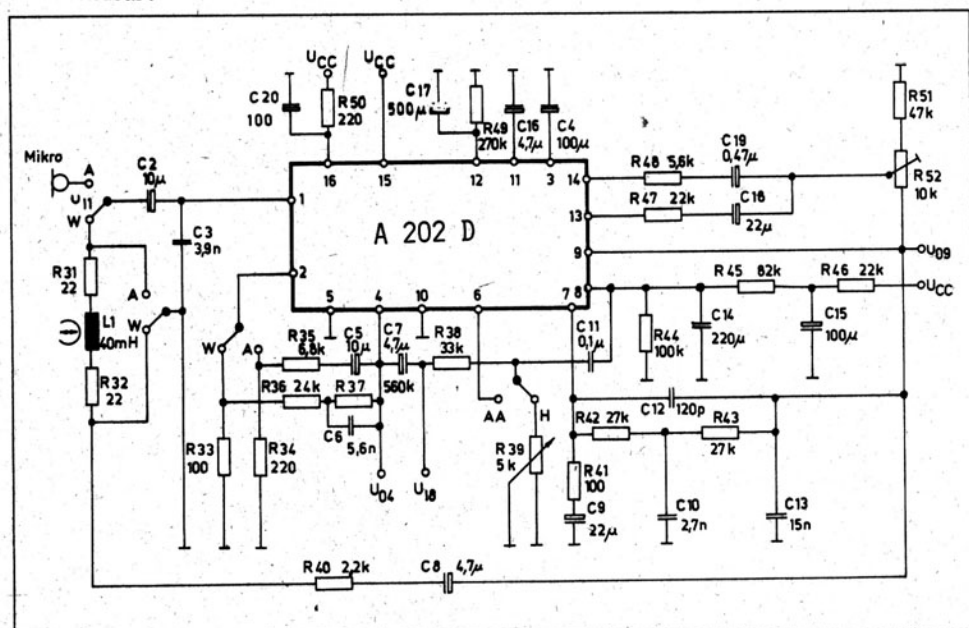 UCC
UCC
C20
100
R50
220
C17
500µ
R49
270k
C16
4,7µ
C4
100µ
R51
47k
Mikro
A
U11
W
C2
10µ
16
15
12
11
3
14
R48 5,6k
C19
0,47µ
R52
10k
1
A 202 D
13
R47 22k
C16
22µ
C3
3,9n
9
U09
R31
22
A
2
8
R45 82k
R46 22k
UCC
5
4
10
6
7
L1
40mH
W
H
W
A
R35
6,8k
C5
10µ
C7
4,7µ
R38
33k
C11
0,1µ
R44
100k
C14
220µ
C15
100µ
R32
22
R36 24k
R37
560k
C6
5,6n
AA
H
C12
120p
R42 27k
R43
27k
R33
100
R34
220
R39
5k
R41
100
U04
U18
C9
22µ
C10
2,7n
C13
15n
R40 2,2k
C8
4,7µ